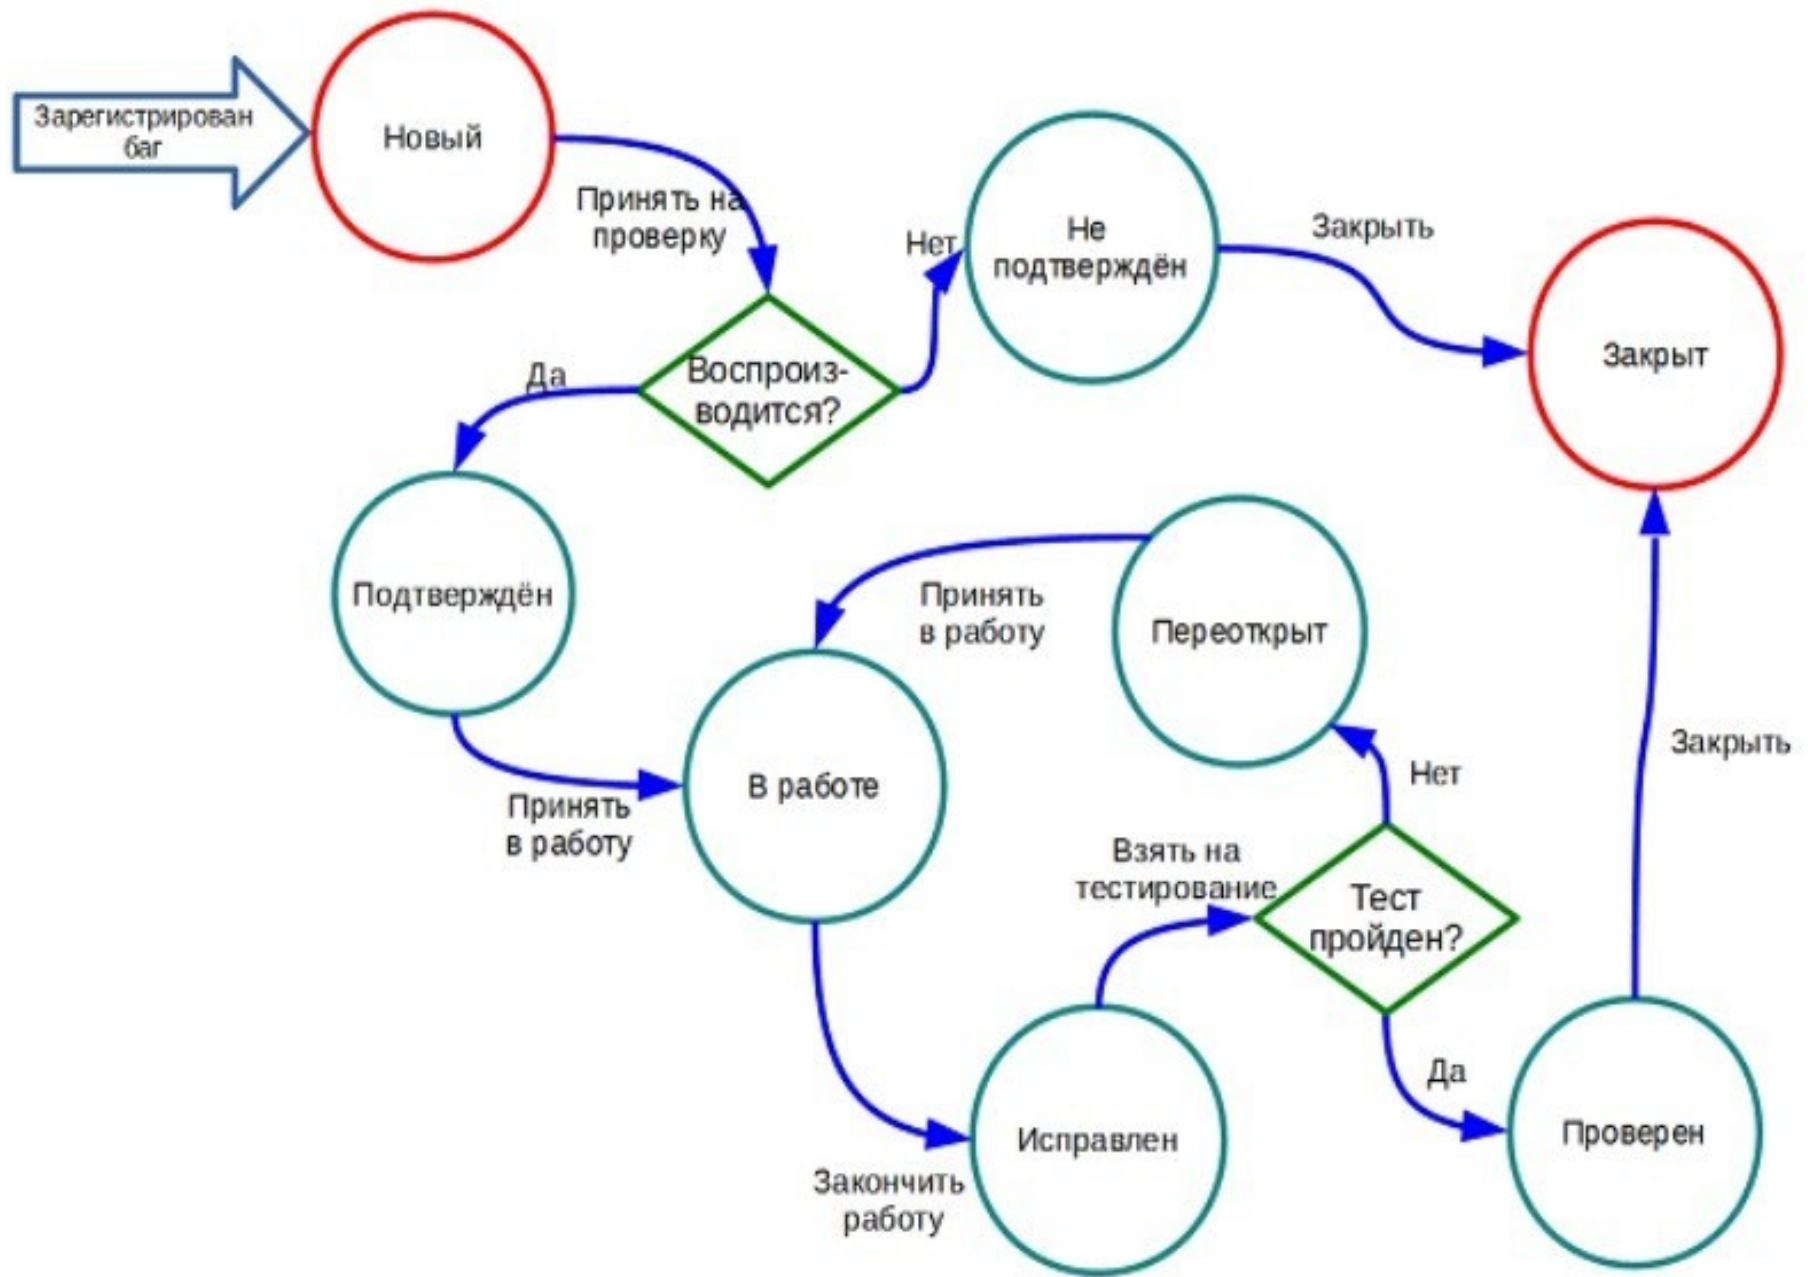 Зарегистрирован
баг
Новый
Принять на
проверку
Нет
Не
подтверждён
Закрыть
Закрыт
Да
Воспроиз-
водится?
Подтверждён
Принять
в работу
Переоткрыт
В работе
Принять
в работу
Нет
Закрыть
Взять на
тестирование
Тест
пройден?
Да
Исправлен
Проверен
Закончить
работу